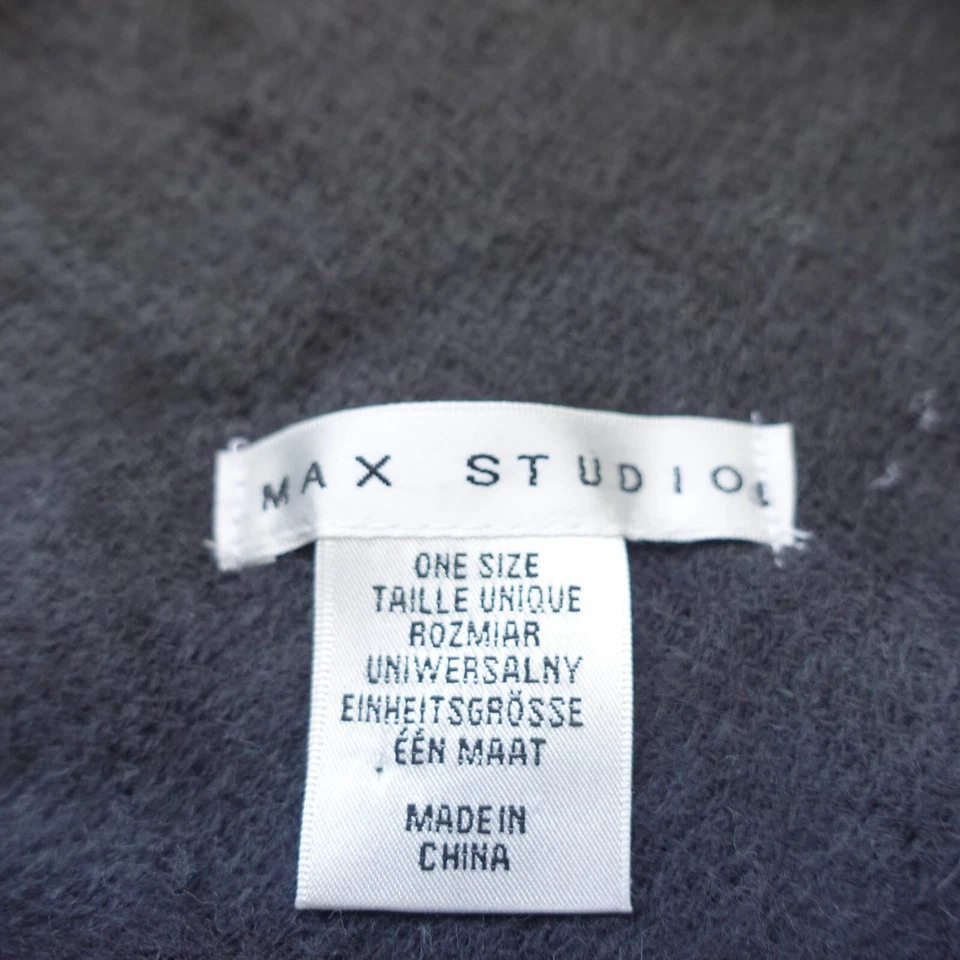 MAX STUDIO
ONE SIZE
TAILLE UNIQUE
ROZMIAR
UNIWERSALNY
EINHEITSGRÖSSE
ÉÉN MAAT
MADE IN
CHINA